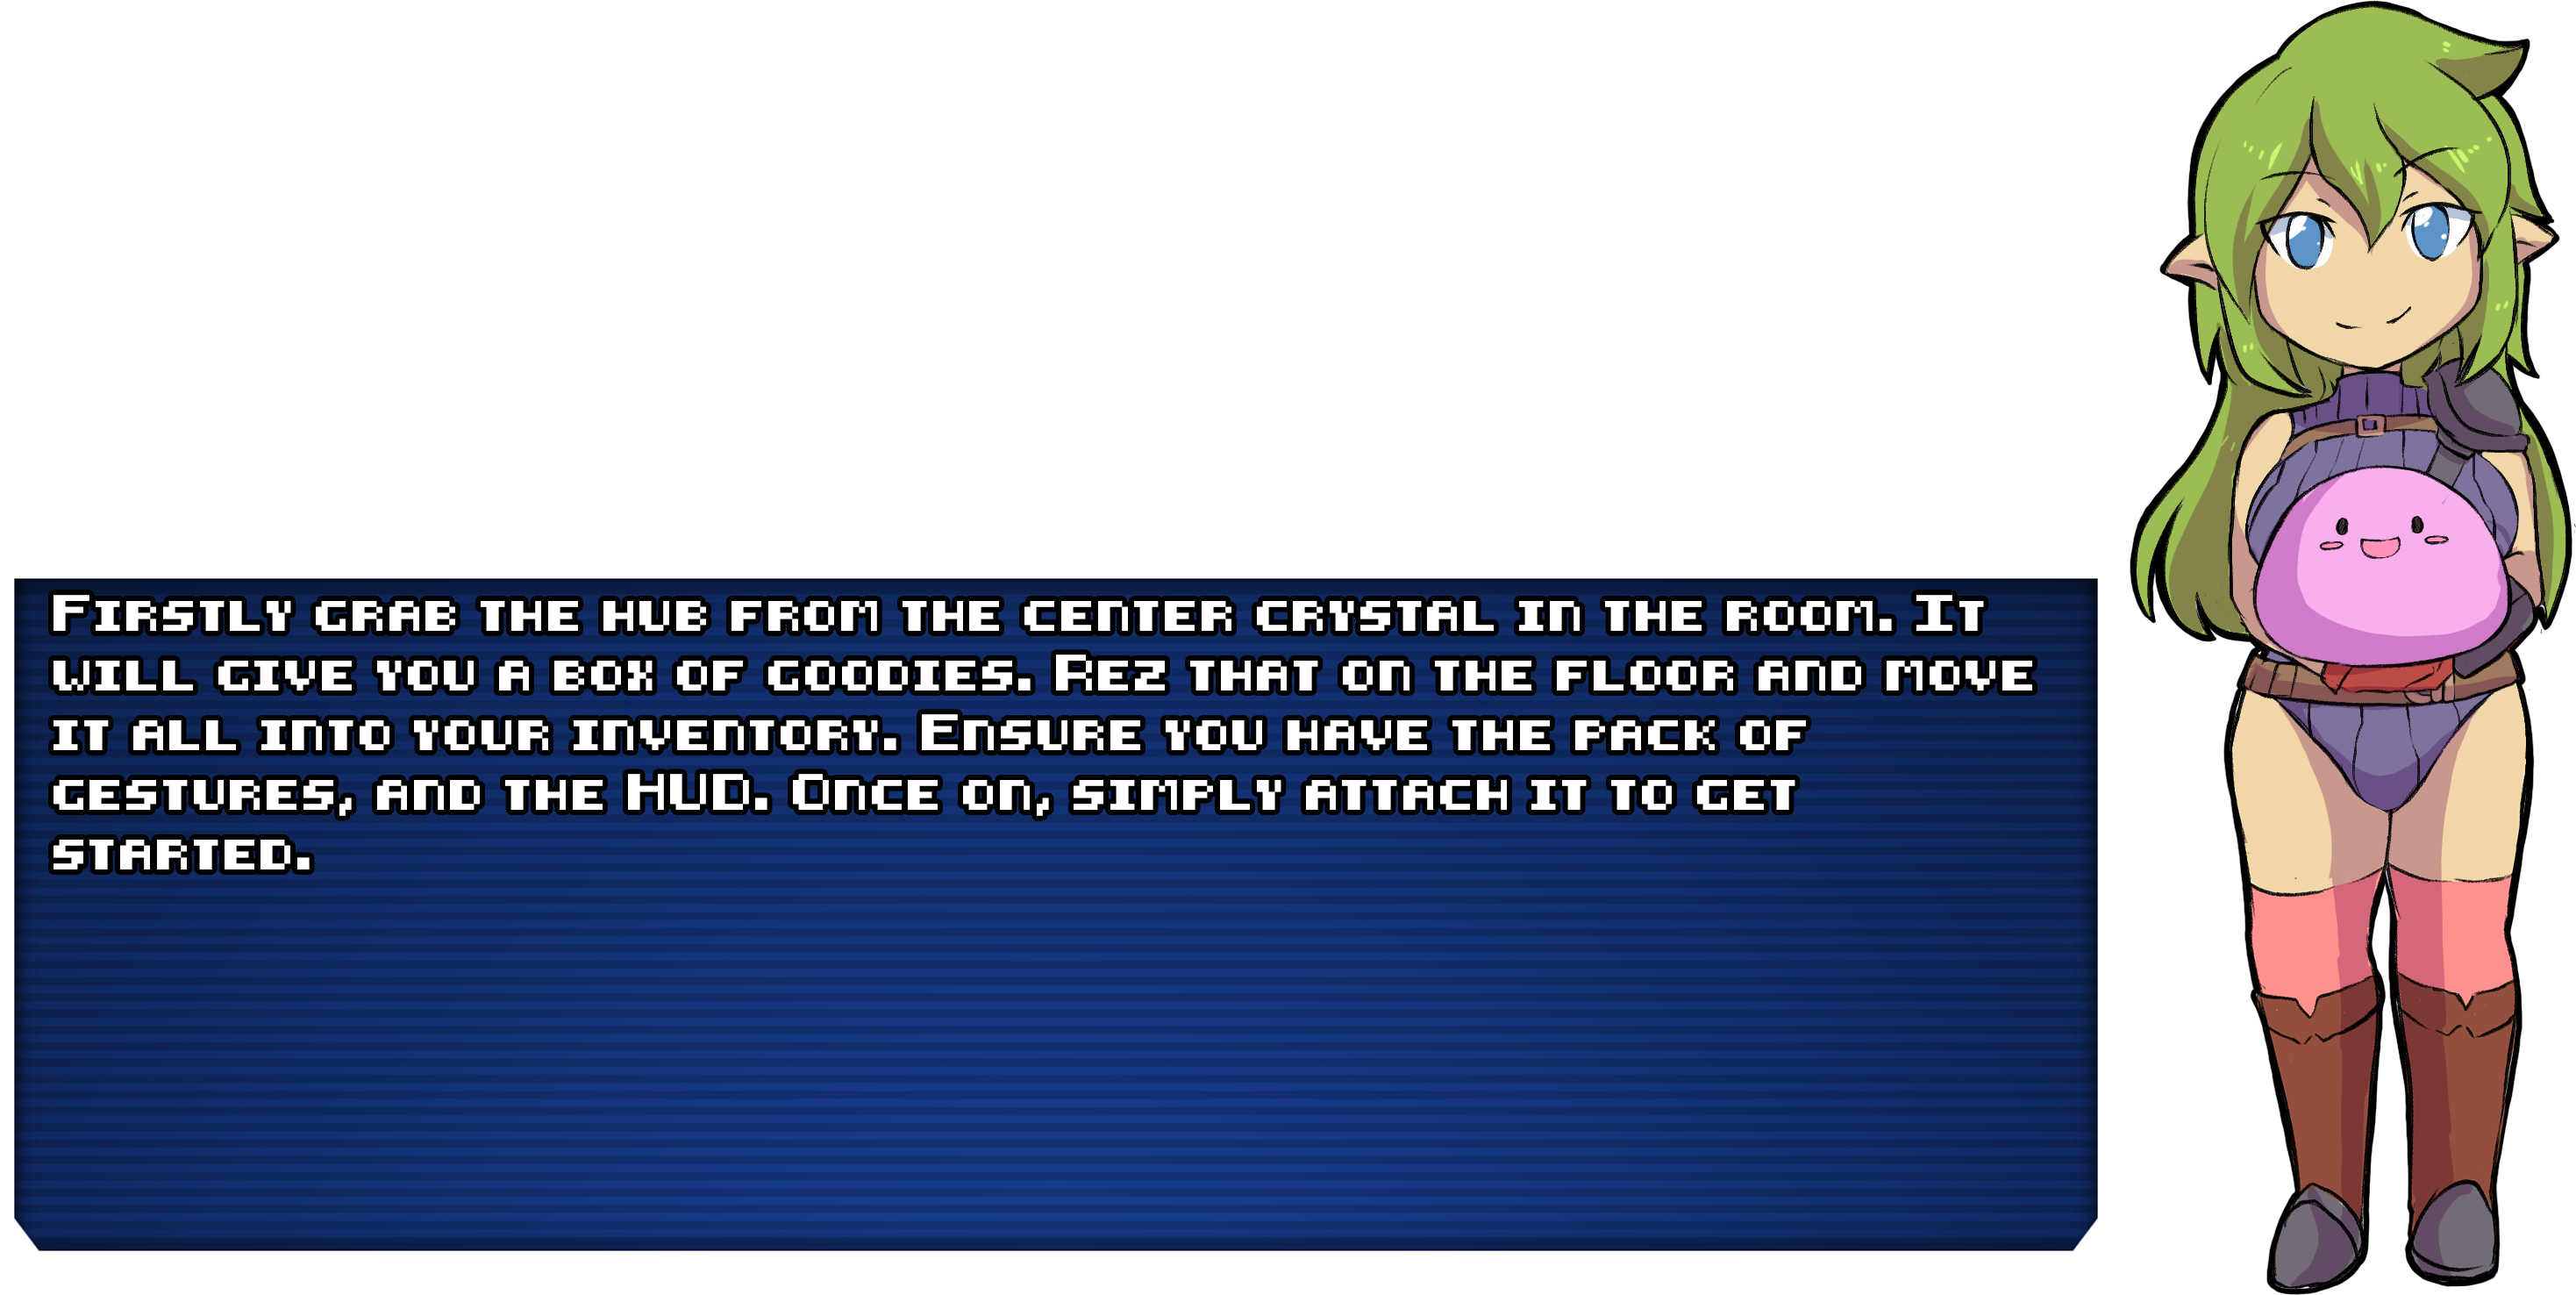 Firstly grab the hub from the center crystal in the room. It
will give you a box of goodies. Rez that on the floor and move
it all into your inventory. Ensure you have the pack of
gestures, and the HUD. Once on, simply attach it to get
started.